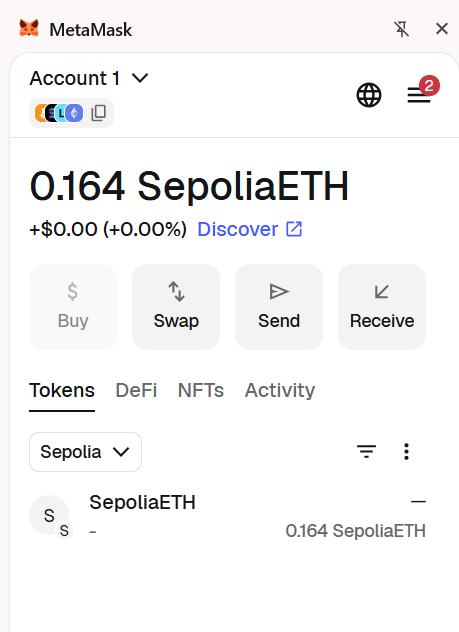 MetaMask
Account 1
2
L
0.164 SepoliaETH
+$0.00 (+0.00%) Discover
$
Buy Swap Send Receive
Tokens DeFi NFTs Activity
Sepolia
S
S
SepoliaETH —
- 0.164 SepoliaETH